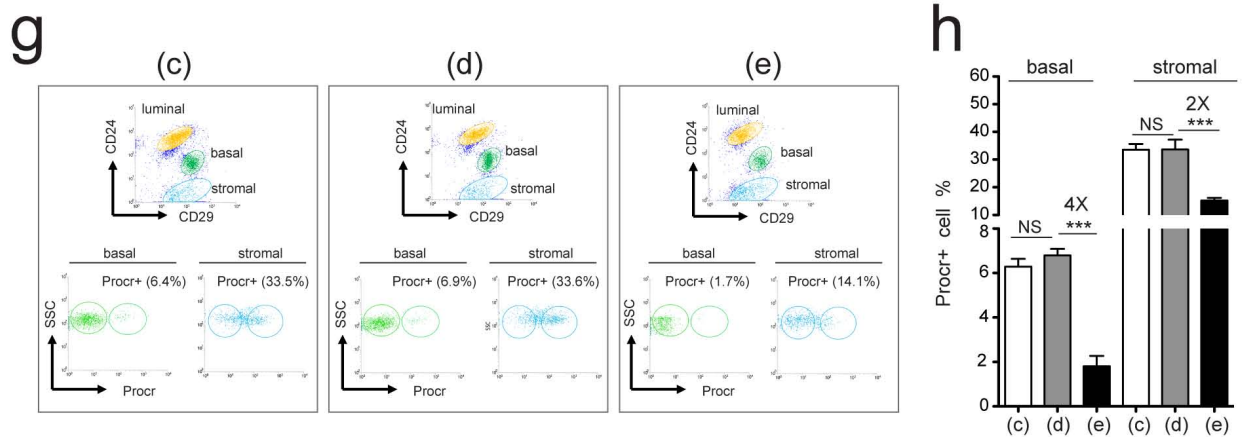 g
h
(c)
(d)
(e)
luminal
CD24
basal
stromal
CD29
luminal
CD24
basal
stromal
CD29
luminal
CD24
basal
stromal
CD29
basal
stromal
Procr+ (6.4%)
Procr+ (33.5%)
SSC
Procr
basal
stromal
Procr+ (6.9%)
Procr+ (33.6%)
SSC
SSC
Procr
basal
stromal
Procr+ (1.7%)
Procr+ (14.1%)
SSC
Procr
basal
stromal
Procr+ cell %
60
50
40
30
20
10
8
6
4
2
0
NS
4X
***
NS
2X
***
(c) (d) (e) (c) (d) (e)